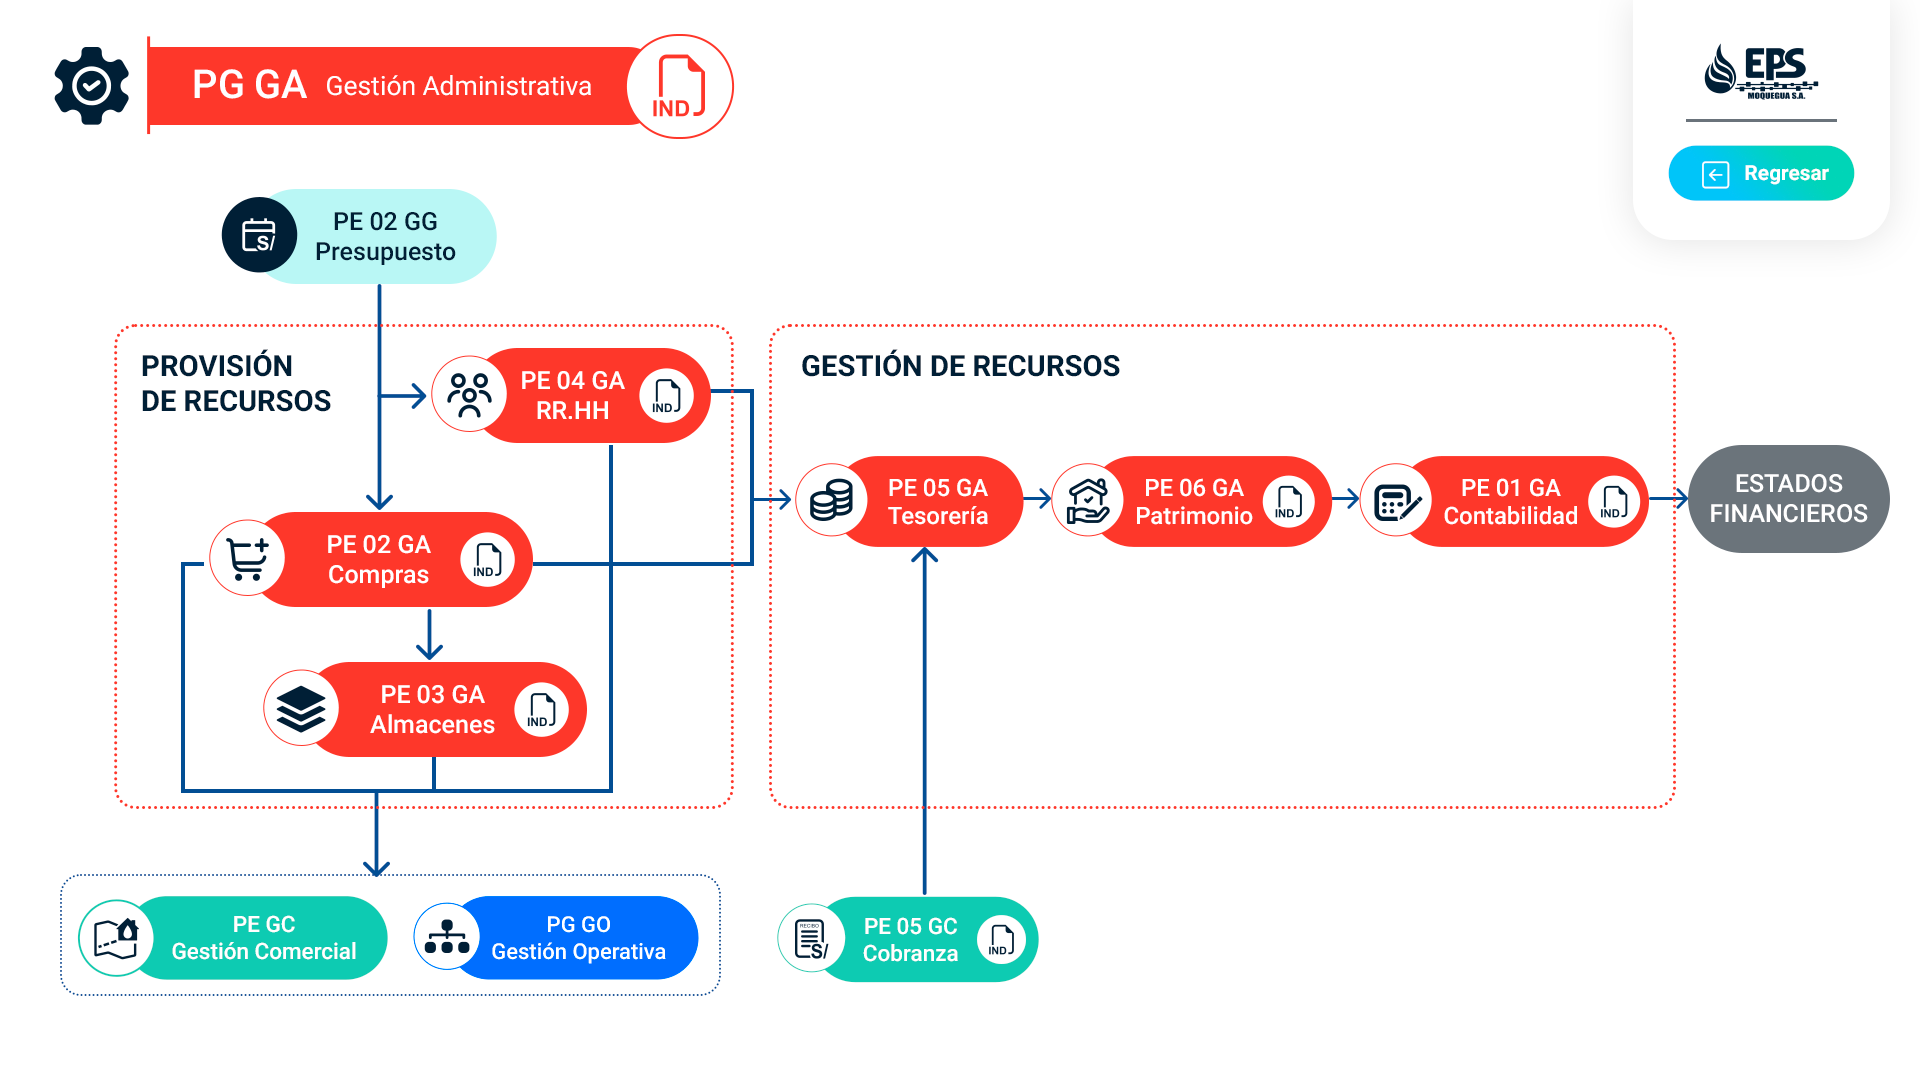 PG GA Gestión Administrativa
IND
EPS
MOQUEGUA S.A.
Regresar
S/
PE 02 GG
Presupuesto
PROVISIÓN
DE RECURSOS
PE 04 GA
RR.HH
IND
GESTIÓN DE RECURSOS
PE 05 GA
Tesorería
PE 06 GA
Patrimonio
IND
PE 01 GA
Contabilidad
IND
ESTADOS
FINANCIEROS
PE 02 GA
Compras
IND
PE 03 GA
Almacenes
IND
PE GC
Gestión Comercial
PG GO
Gestión Operativa
RECIBO
S/
PE 05 GC
Cobranza
IND